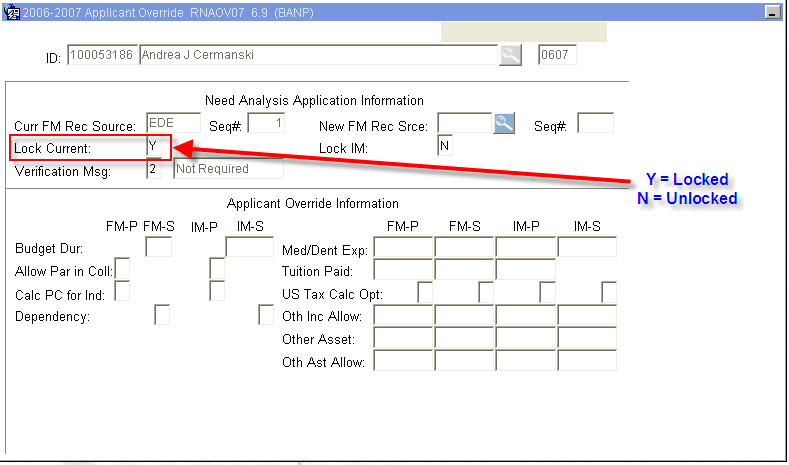 2006-2007 Applicant Override RNAOV07 6.9 (BANP)
ID: 100053186 Andrea J Cermanski 0607
Need Analysis Application Information
Curr FM Rec Source: EDE Seq#: 1 New FM Rec Srce: Seq#:
Lock Current: Y Lock IM: N
Verification Msg: 2 Not Required
Y = Locked
N = Unlocked
Applicant Override Information
FM-P FM-S IM-P IM-S FM-P FM-S IM-P IM-S
Budget Dur: Med/Dent Exp:
Allow Par in Coll: Tuition Paid:
Calc PC for Ind: US Tax Calc Opt:
Dependency: Oth Inc Allow:
Other Asset:
Oth Ast Allow: